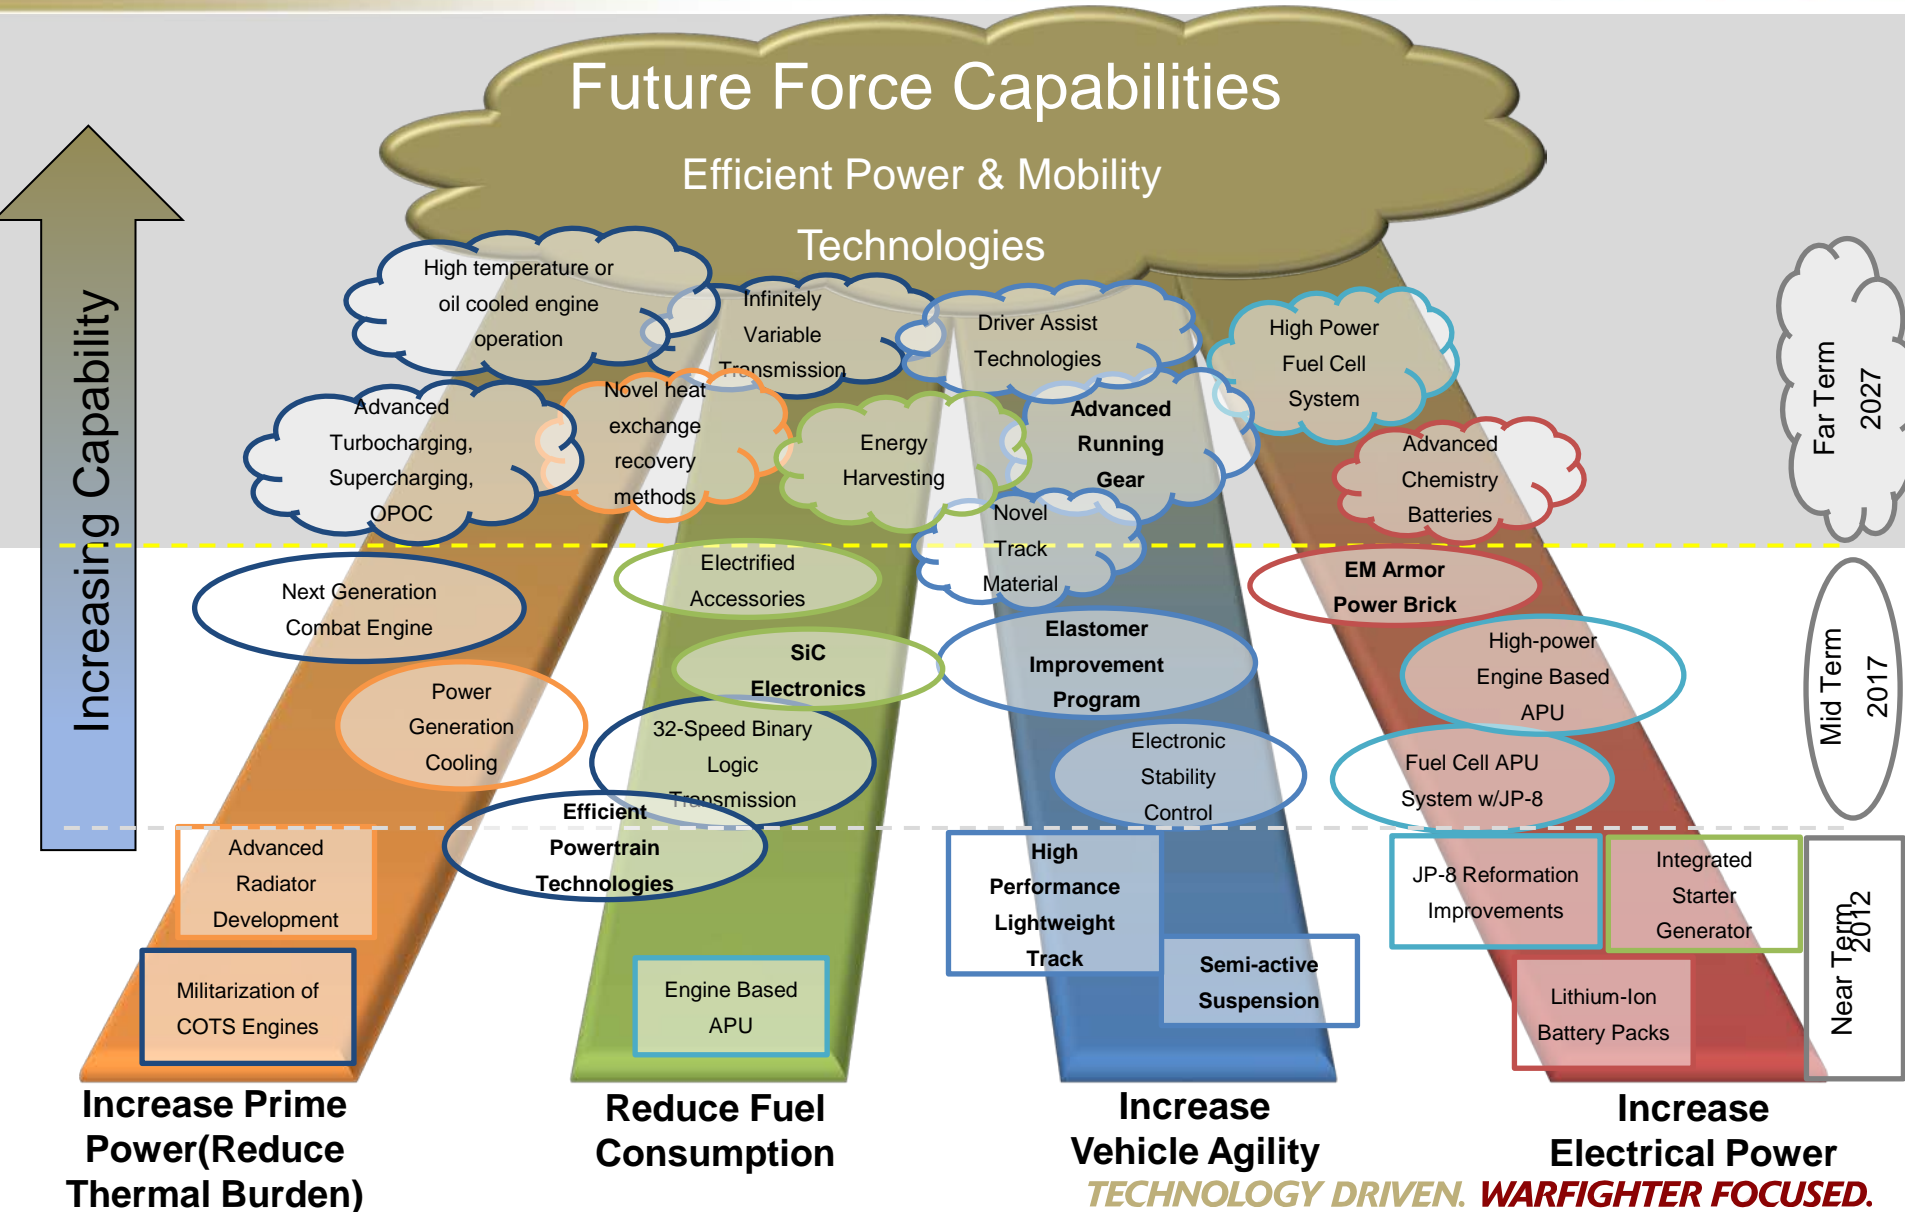 Future Force Capabilities
Efficient Power & Mobility
Technologies
Increasing Capability
High temperature or
oil cooled engine
operation
Infinitely
Variable
Transmission
Driver Assist
Technologies
High Power
Fuel Cell
System
Far Term
2027
Advanced
Turbocharging,
Supercharging,
OPOC
Novel heat
exchange
recovery
methods
Energy
Harvesting
Advanced
Running
Gear
Advanced
Chemistry
Batteries
Novel
Track
Material
Next Generation
Combat Engine
Electrified
Accessories
EM Armor
Power Brick
SiC
Electronics
Elastomer
Improvement
Program
High-power
Engine Based
APU
Mid Term
2017
Power
Generation
Cooling
32-Speed Binary
Logic
Transmission
Electronic
Stability
Control
Fuel Cell APU
System w/JP-8
Efficient
Powertrain
Technologies
Advanced
Radiator
Development
High
Performance
Lightweight
Track
JP-8 Reformation
Improvements
Integrated
Starter
Generator
Near Term
2012
Militarization of
COTS Engines
Engine Based
APU
Semi-active
Suspension
Lithium-Ion
Battery Packs
Increase Prime
Power(Reduce
Thermal Burden)
Reduce Fuel
Consumption
Increase
Vehicle Agility
Increase
Electrical Power
TECHNOLOGY DRIVEN. WARFIGHTER FOCUSED.